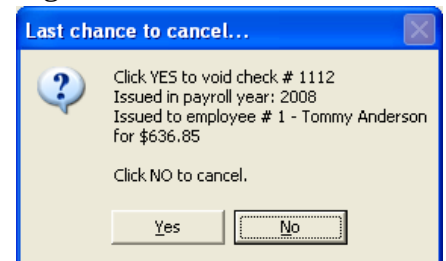 Last chance to cancel...
Click YES to void check # 1112
Issued in payroll year: 2008
Issued to employee # 1 - Tommy Anderson
for $636.85
Click NO to cancel.
Yes
No